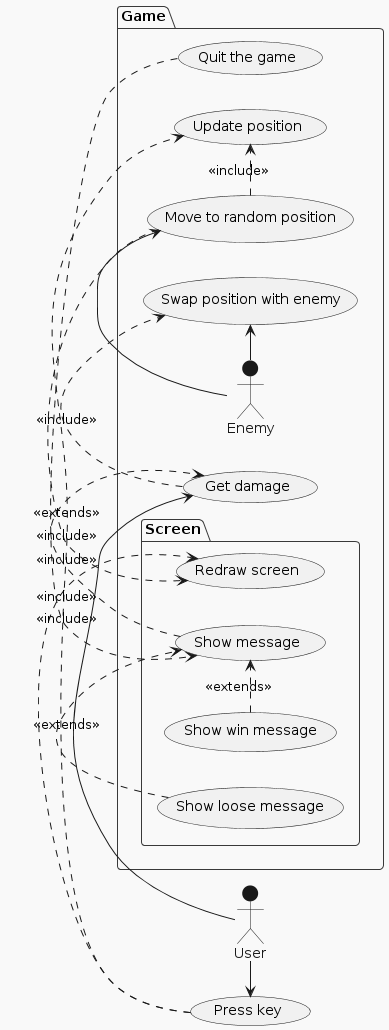 Game
Quit the game
Update position
«include»
Move to random position
Swap position with enemy
Enemy
«include»
Get damage
«extends»
Screen
«include»
«include»
Redraw screen
«include»
«include»
Show message
«extends»
«extends»
Show win message
Show loose message
User
Press key